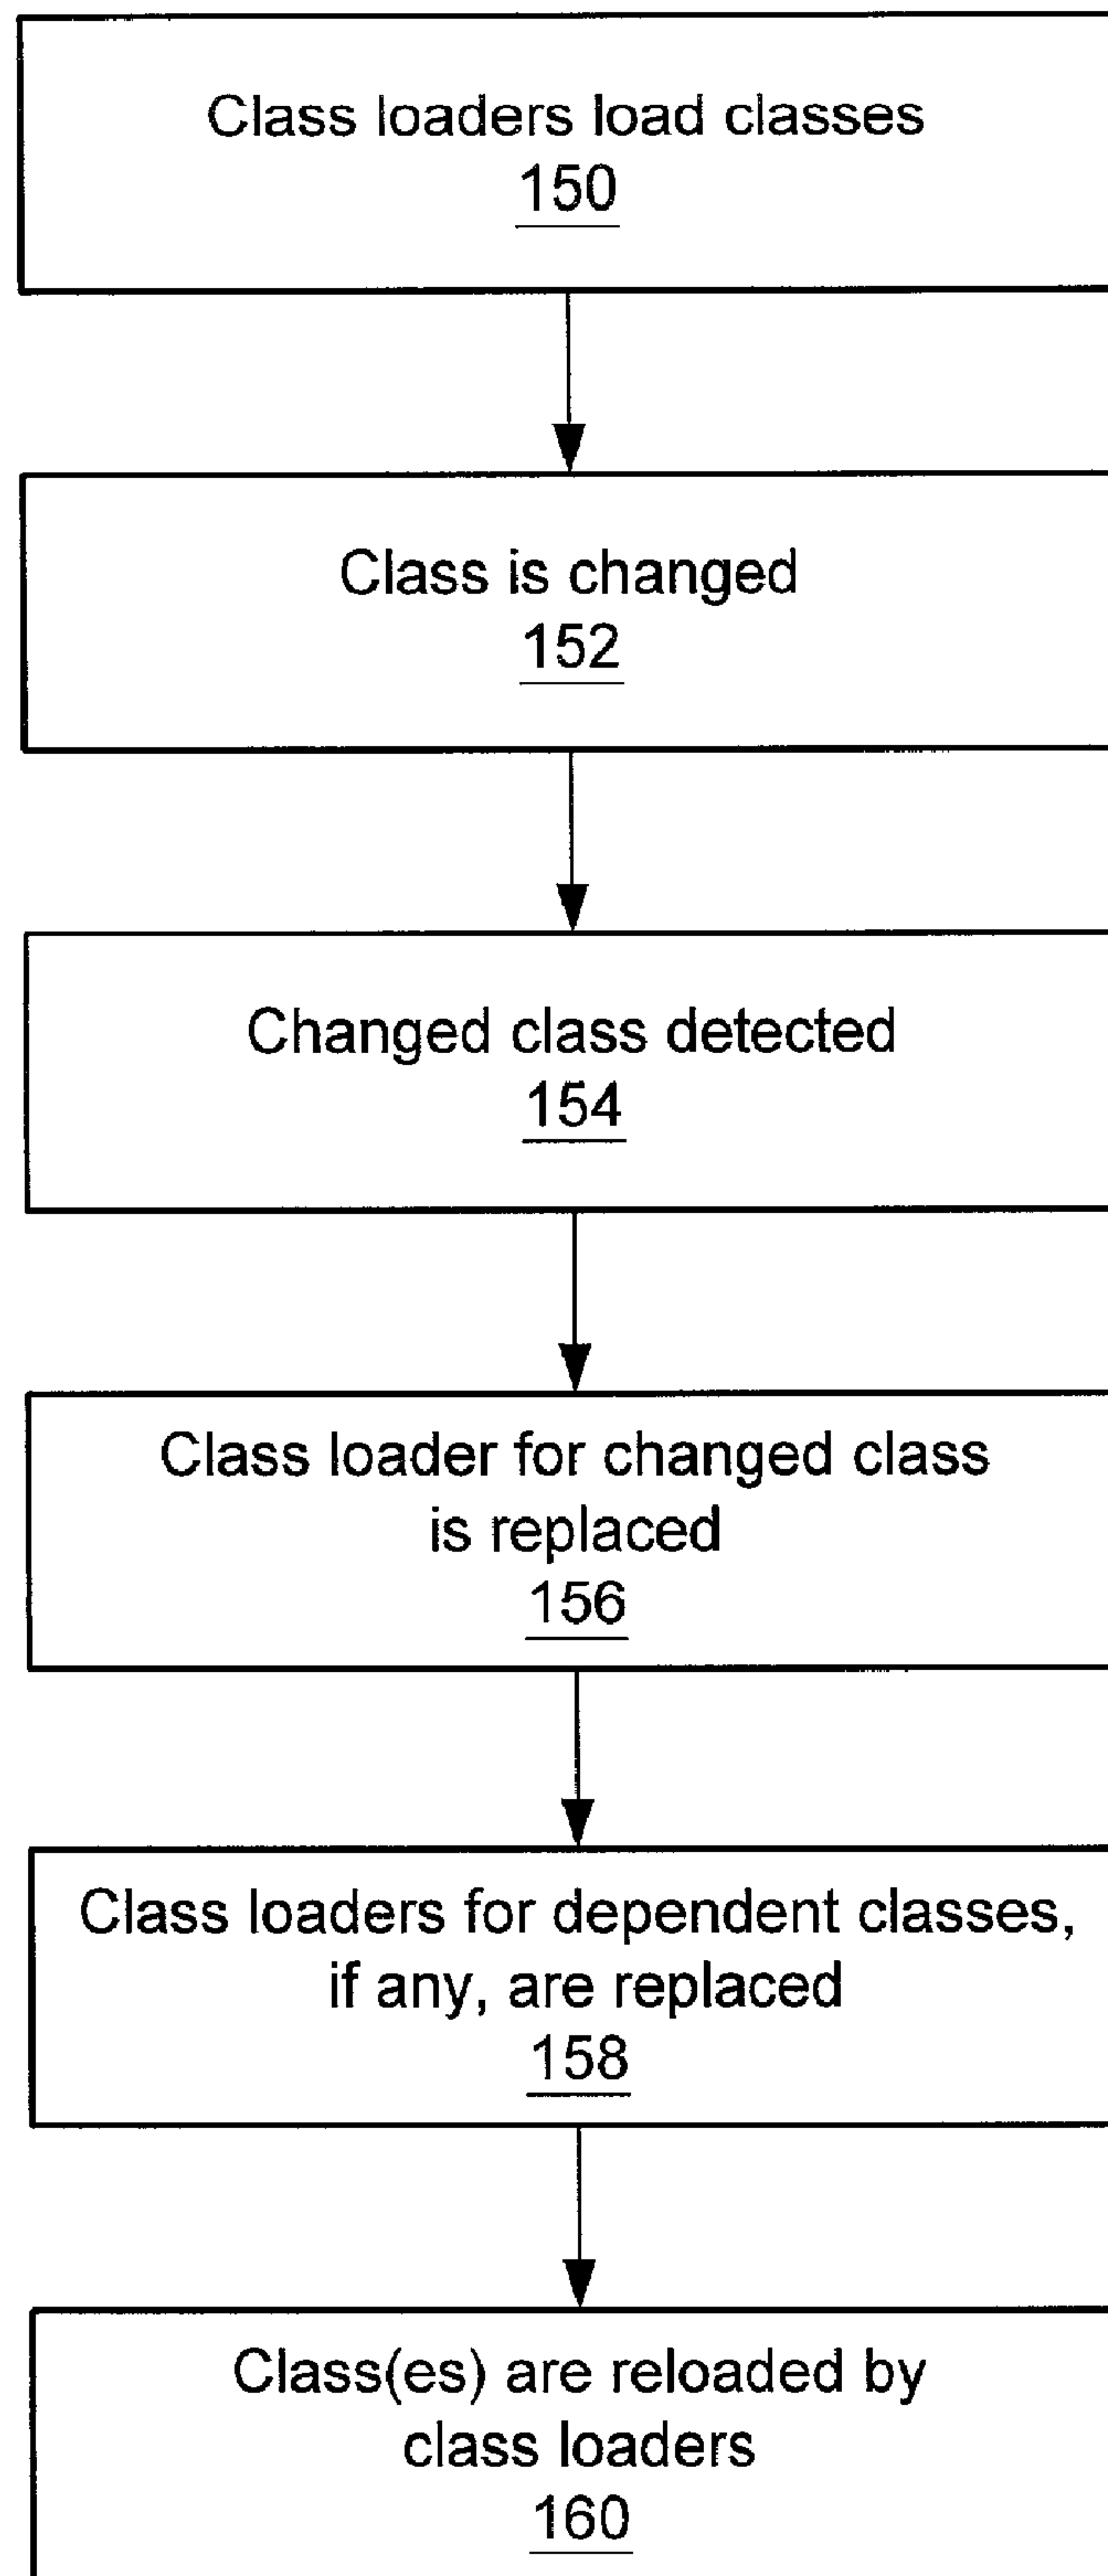 Class loaders load classes
150
Class is changed
152
Changed class detected
154
Class loader for changed class
is replaced
156
Class loaders for dependent classes,
if any, are replaced
158
Class(es) are reloaded by
class loaders
160